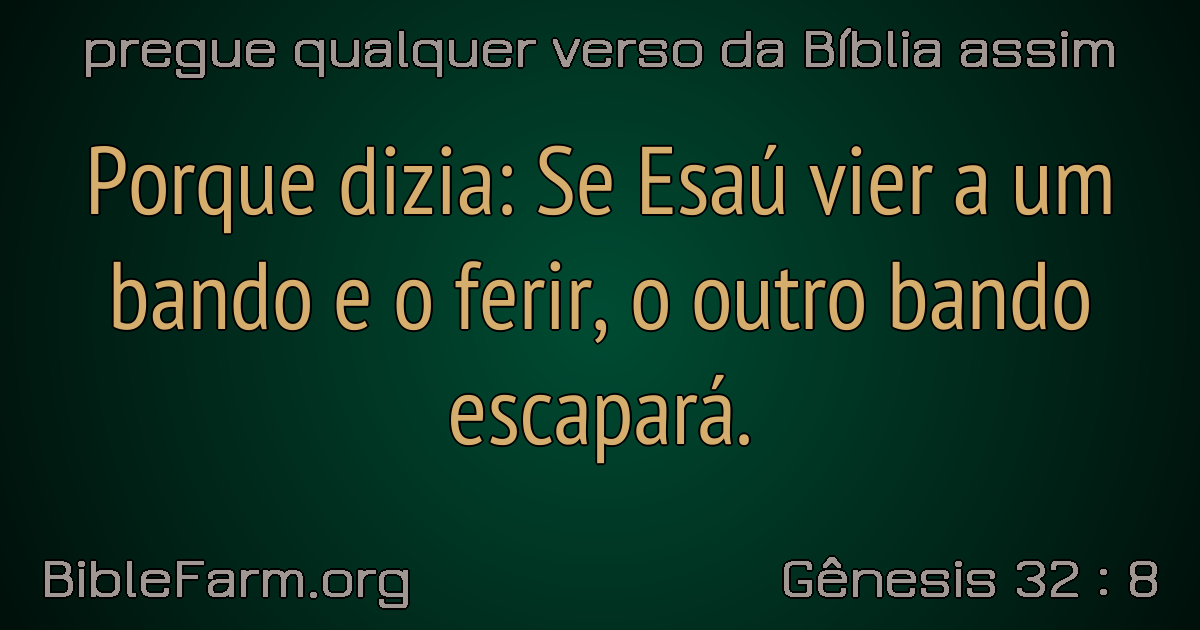 pregue qualquer verso da Bíblia assim
Porque dizia: Se Esaú vier a um
bando e o ferir, o outro bando
escapará.
BibleFarm.org
Gênesis 32 : 8